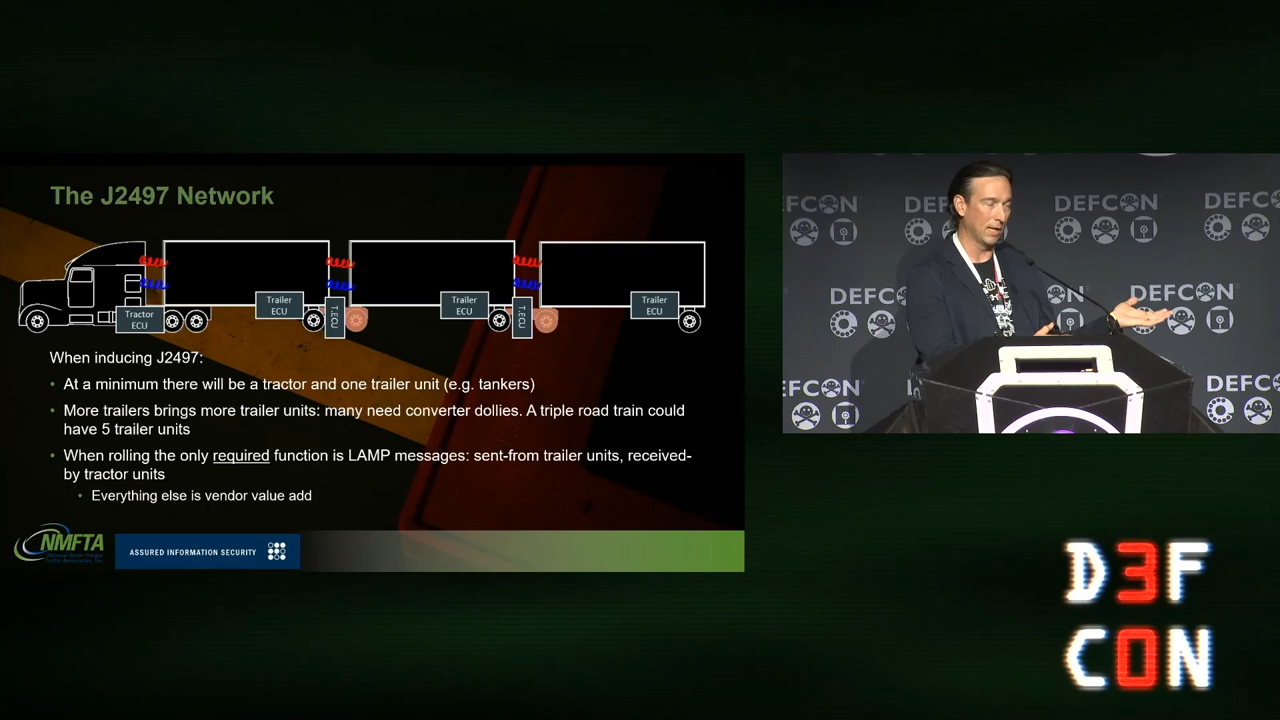 The J2497 Network
Tractor
ECU
Trailer
ECU
T.ECU
Trailer
ECU
T.ECU
Trailer
ECU
When inducing J2497:
• At a minimum there will be a tractor and one trailer unit (e.g. tankers)
• More trailers brings more trailer units: many need converter dollies. A triple road train could
have 5 trailer units
• When rolling the only required function is LAMP messages: sent-from trailer units, received-
by tractor units
• Everything else is vendor value add
NMFTA
ASSURED INFORMATION SECURITY
DEFCON
DEFCON
DEFCON
DEFCON
DEFCON
D3F
C0N